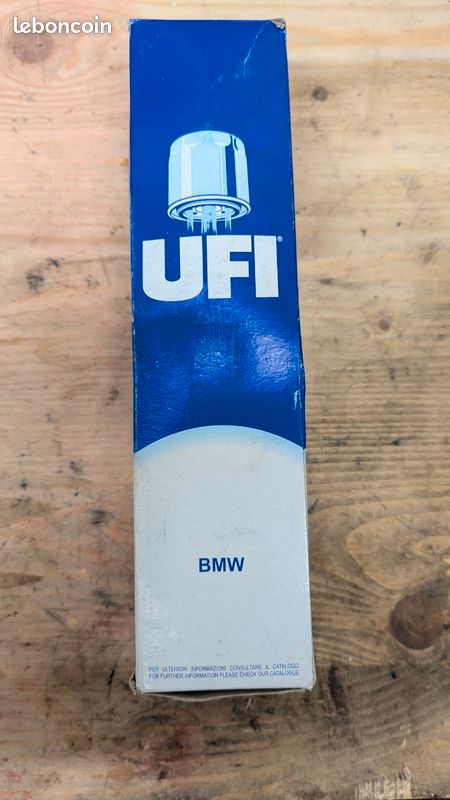 leboncoin
UFI®
BMW
PER ULTERIORI INFORMAZIONI CONSULTARE IL CATALOGO
FOR FURTHER INFORMATION PLEASE CHECK OUR CATALOGUE